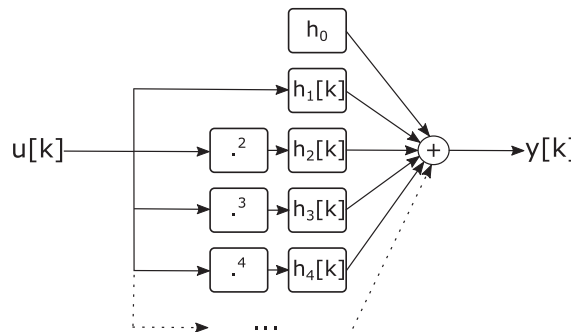 h₀
h₁[k]
u[k] .² h₂[k] + y[k]
.³ h₃[k]
.⁴ h₄[k]
...